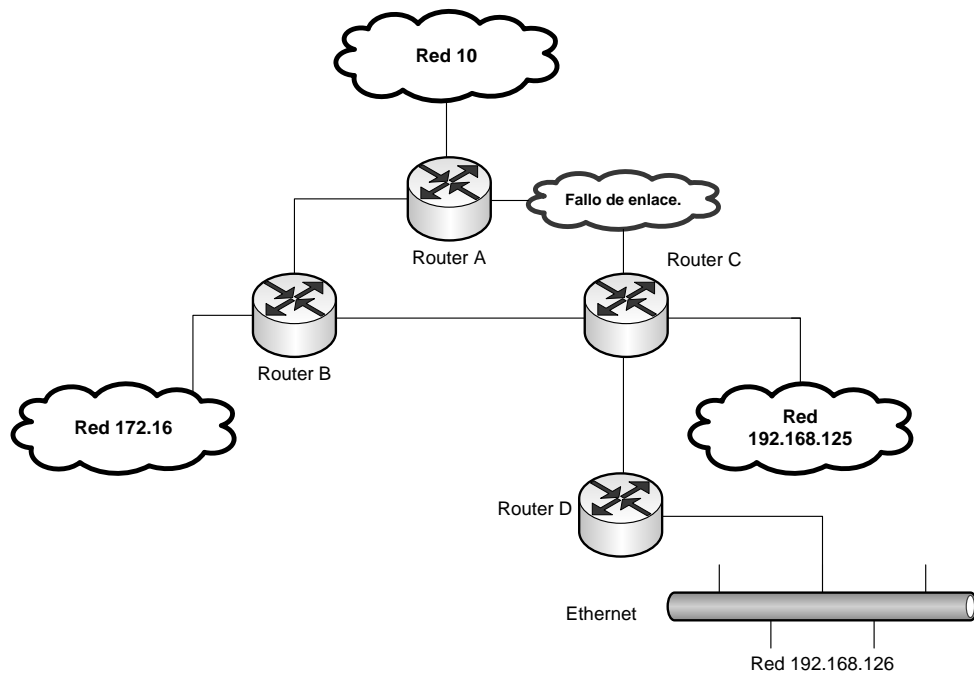 Red 10
Fallo de enlace.
Router A
Router C
Router B
Red 172.16
Red
192.168.125
Router D
Ethernet
Red 192.168.126